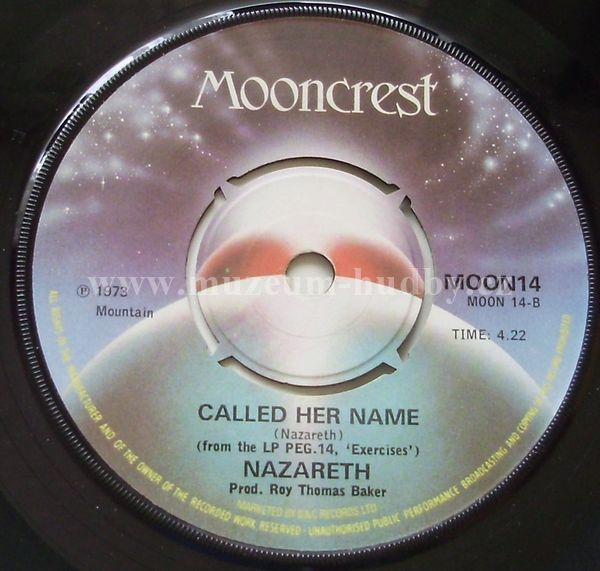 Mooncrest
www.muzeum-hudby.
℗ 1973
Mountain
MOON14
MOON 14-B
TIME: 4.22
CALLED HER NAME
(Nazareth)
(from the LP PEG.14, 'Exercises')
NAZARETH
Prod. Roy Thomas Baker
MARKETED BY B&C RECORDS LTD
ALL RIGHTS OF THE MANUFACTURER AND OF THE OWNER OF THE RECORDED WORK RESERVED · UNAUTHORISED PUBLIC PERFORMANCE BROADCASTING AND COPYING OF THIS RECORD PROHIBITED